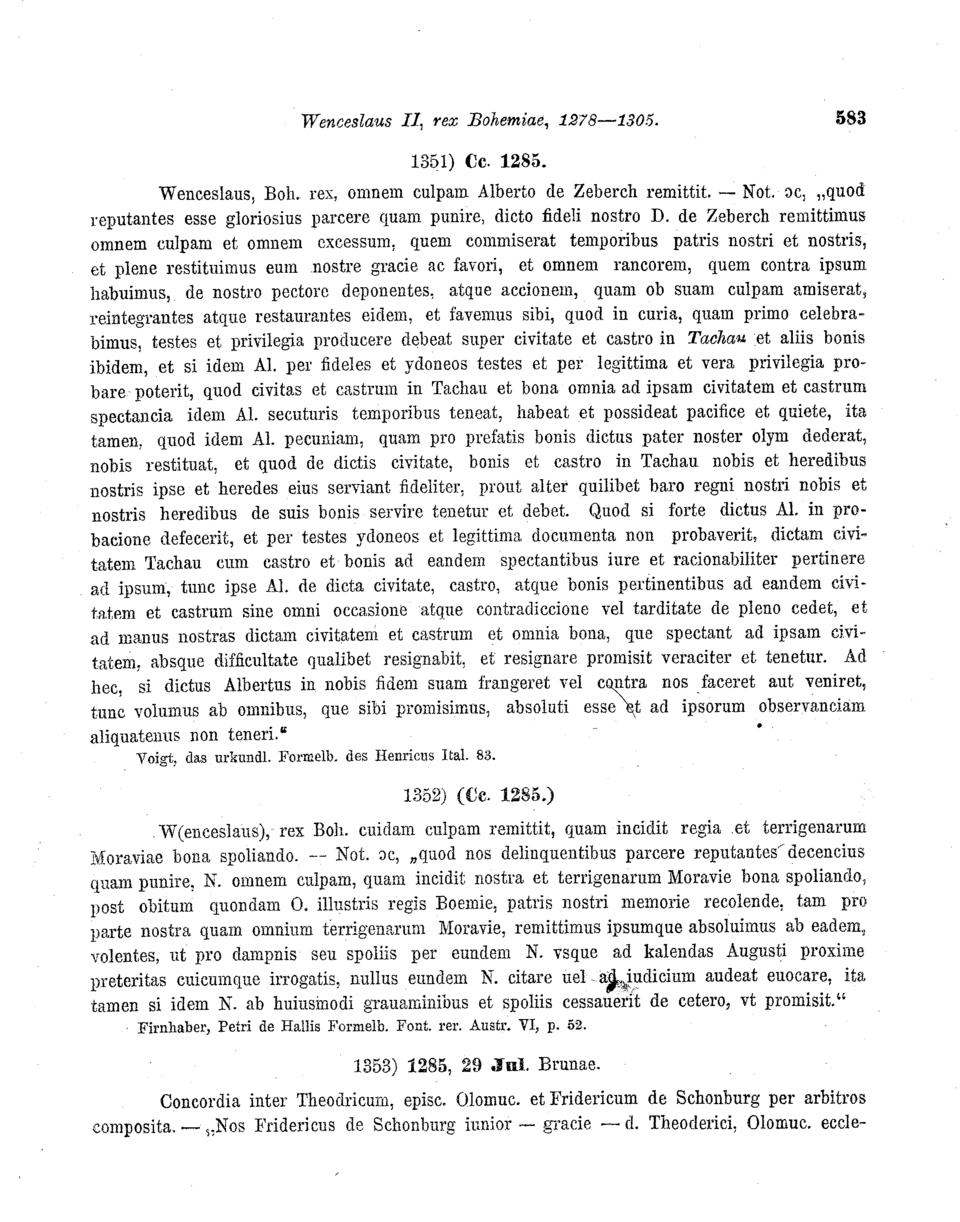 Wenceslaus II, rex Bohemiae, 1278—1305. 583
1351) Cc. 1285.
Wenceslaus, Boh. rex, omnem culpam Alberto de Zeberch remittit. — Not. ɔc, „quod
reputantes esse gloriosius parcere quam punire, dicto fideli nostro D. de Zeberch remittimus
omnem culpam et omnem excessum, quem commiserat temporibus patris nostri et nostris,
et plene restituimus eum nostre gracie ac favori, et omnem rancorem, quem contra ipsum
habuimus, de nostro pectore deponentes, atque accionem, quam ob suam culpam amiserat,
reintegrantes atque restaurantes eidem, et favemus sibi, quod in curia, quam primo celebra-
bimus, testes et privilegia producere debeat super civitate et castro in Tachau et aliis bonis
ibidem, et si idem Al. per fideles et ydoneos testes et per legittima et vera privilegia pro-
bare poterit, quod civitas et castrum in Tachau et bona omnia ad ipsam civitatem et castrum
spectancia idem Al. secuturis temporibus teneat, habeat et possideat pacifice et quiete, ita
tamen, quod idem Al. pecuniam, quam pro prefatis bonis dictus pater noster olym dederat,
nobis restituat, et quod de dictis civitate, bonis et castro in Tachau nobis et heredibus
nostris ipse et heredes eius serviant fideliter, prout alter quilibet baro regni nostri nobis et
nostris heredibus de suis bonis servire tenetur et debet. Quod si forte dictus Al. in pro-
bacione defecerit, et per testes ydoneos et legittima documenta non probaverit, dictam civi-
tatem Tachau cum castro et bonis ad eandem spectantibus iure et racionabiliter pertinere
ad ipsum, tunc ipse Al. de dicta civitate, castro, atque bonis pertinentibus ad eandem civi-
tatem et castrum sine omni occasione atque contradiccione vel tarditate de pleno cedet, et
ad manus nostras dictam civitatem et castrum et omnia bona, que spectant ad ipsam civi-
tatem, absque difficultate qualibet resignabit, et resignare promisit veraciter et tenetur. Ad
hec, si dictus Albertus in nobis fidem suam frangeret vel contra nos faceret aut veniret,
tunc volumus ab omnibus, que sibi promisimus, absoluti esse et ad ipsorum observanciam
aliquatenus non teneri.“
Voigt, das urkundl. Formelb. des Henricus Ital. 83.
1352) (Cc. 1285.)
W(enceslaus), rex Boh. cuidam culpam remittit, quam incidit regia et terrigenarum
Moraviae bona spoliando. — Not. ɔc, „quod nos delinquentibus parcere reputantes decencius
quam punire, N. omnem culpam, quam incidit nostra et terrigenarum Moravie bona spoliando,
post obitum quondam O. illustris regis Boemie, patris nostri memorie recolende, tam pro
parte nostra quam omnium terrigenarum Moravie, remittimus ipsumque absoluimus ab eadem,
volentes, ut pro dampnis seu spoliis per eundem N. vsque ad kalendas Augusti proxime
preteritas cuicumque irrogatis, nullus eundem N. citare uel ad iudicium audeat euocare, ita
tamen si idem N. ab huiusmodi grauaminibus et spoliis cessauerit de cetero, vt promisit.“
Firnhaber, Petri de Hallis Formelb. Font. rer. Austr. VI, p. 52.
1353) 1285, 29 Jul. Brunae.
Concordia inter Theodricum, episc. Olomuc. et Fridericum de Schonburg per arbitros
composita. — „Nos Fridericus de Schonburg iunior — gracie — d. Theoderici, Olomuc. eccle-